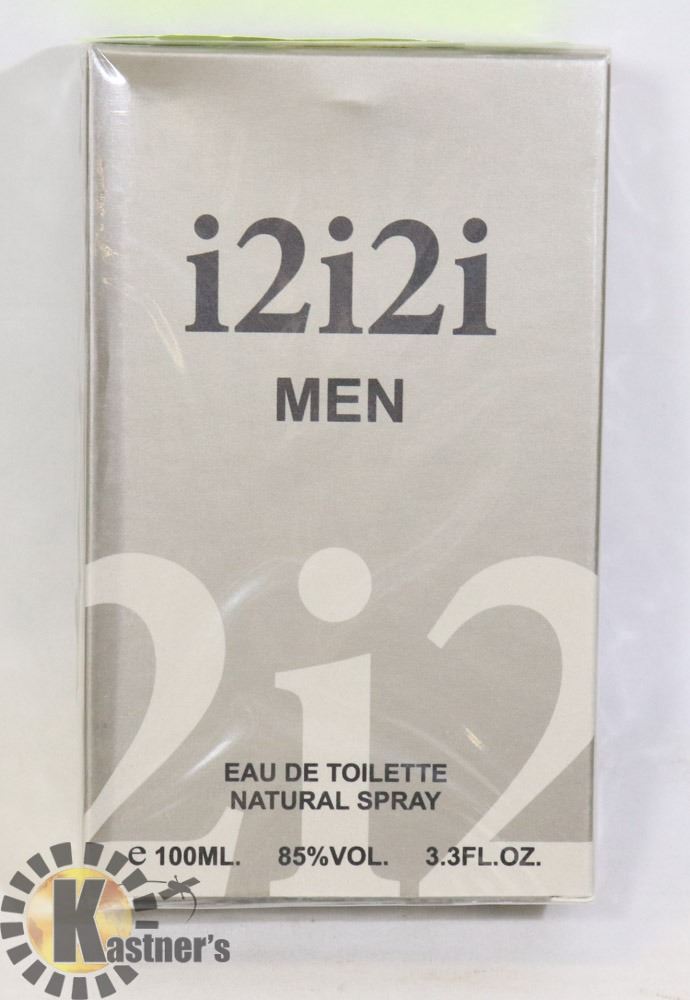 i2i2i
MEN
2i2
EAU DE TOILETTE
NATURAL SPRAY
e 100ML. 85%VOL. 3.3FL.OZ.
Kastner's